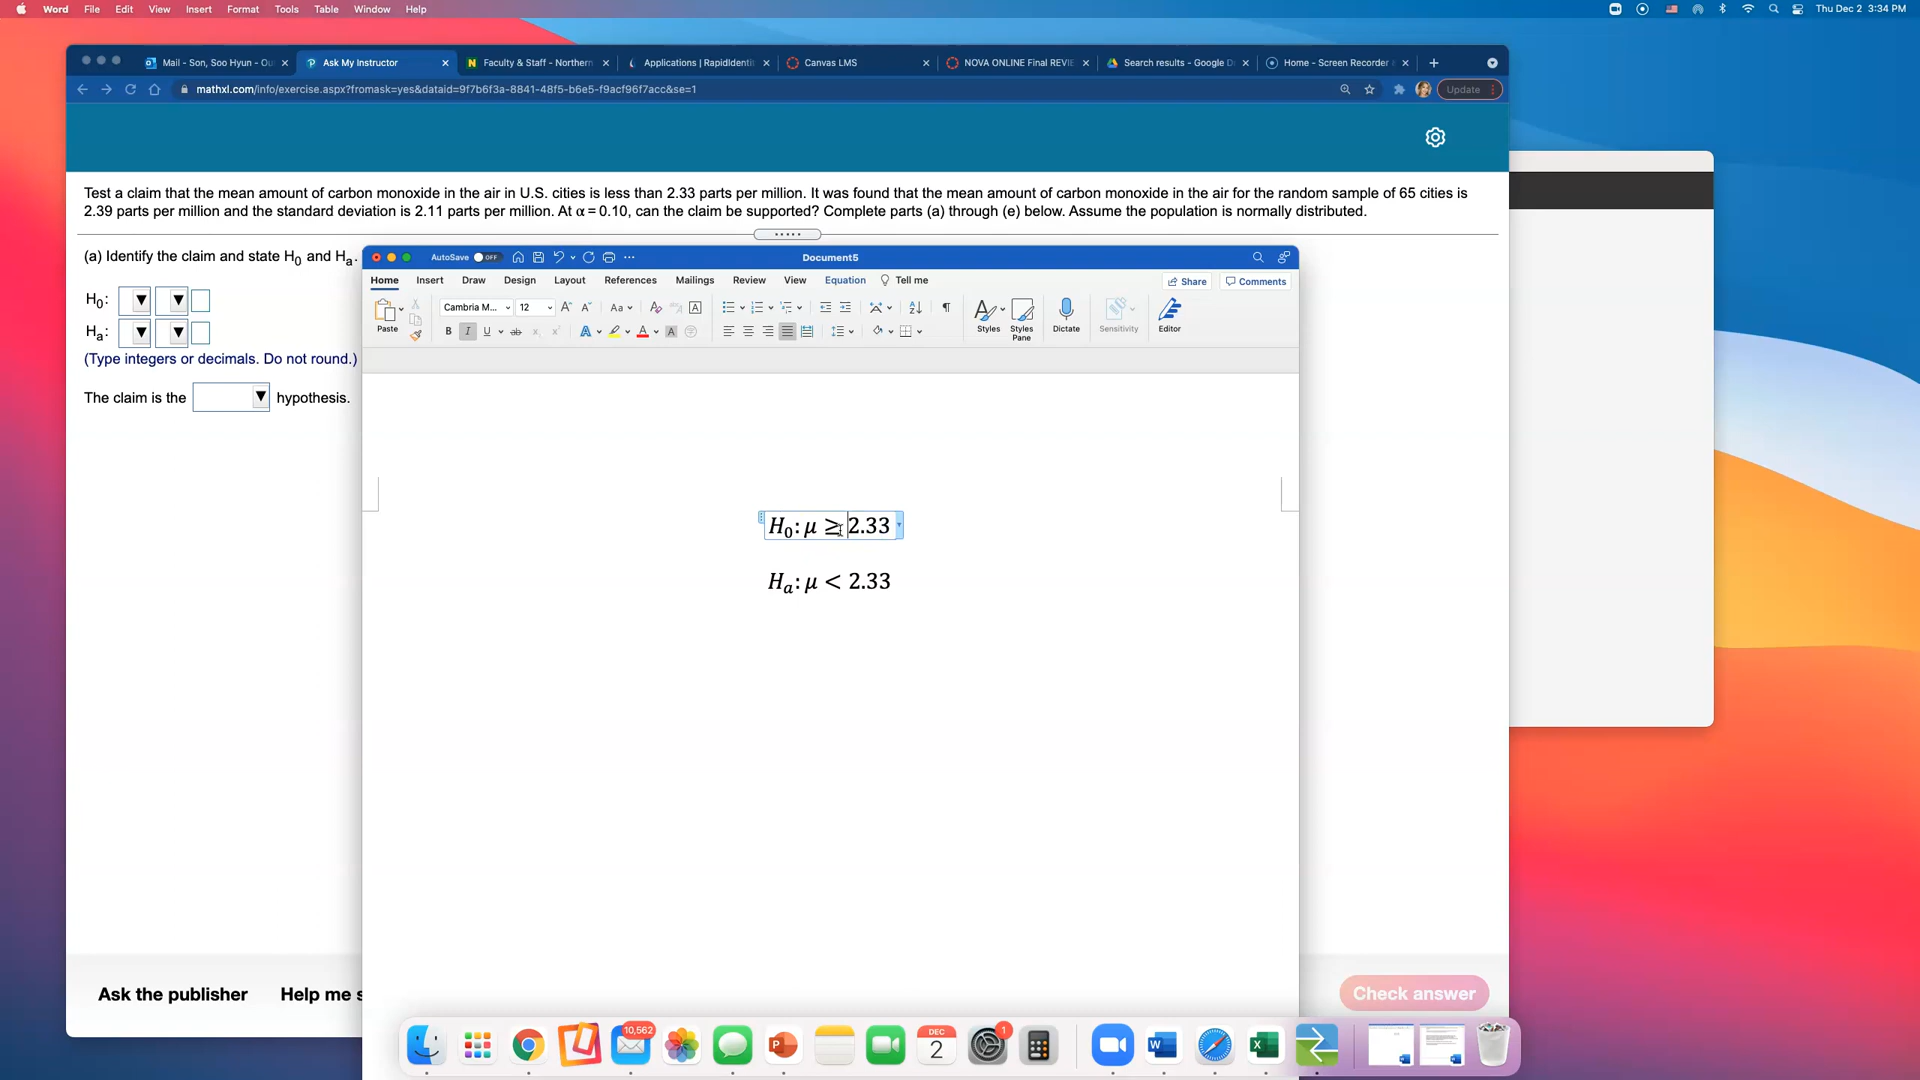 Word File Edit View Insert Format Tools Table Window Help Thu Dec 2 3:34 PM
Mail - Son, Soo Hyun - Ou Ask My Instructor Faculty & Staff - Northern Applications | RapidIdentit Canvas LMS NOVA ONLINE Final REVIE Search results - Google D Home - Screen Recorder
mathxl.com/info/exercise.aspx?fromask=yes&dataid=9f7b6f3a-8841-48f5-b6e5-f9acf96f7acc&se=1 Update
Test a claim that the mean amount of carbon monoxide in the air in U.S. cities is less than 2.33 parts per million. It was found that the mean amount of carbon monoxide in the air for the random sample of 65 cities is
2.39 parts per million and the standard deviation is 2.11 parts per million. At α = 0.10, can the claim be supported? Complete parts (a) through (e) below. Assume the population is normally distributed.
(a) Identify the claim and state H0 and Ha.
H0:
Ha:
(Type integers or decimals. Do not round.)
The claim is the hypothesis.
AutoSave OFF Document5
Home Insert Draw Design Layout References Mailings Review View Equation Tell me Share Comments
Cambria M... 12
Paste Styles Styles Pane Dictate Sensitivity Editor
H₀: μ ≥ 2.33
Hₐ: μ < 2.33
Ask the publisher Help me s Check answer
10,562 DEC 2 1